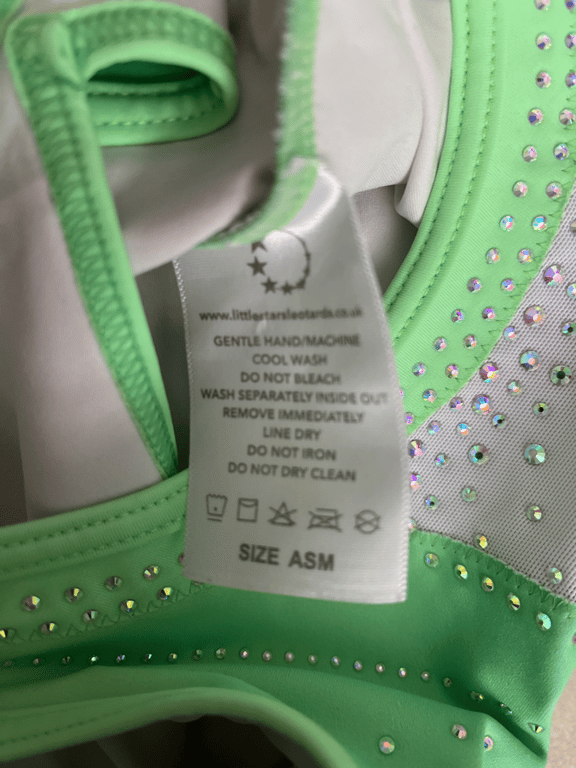 www.littlestarsleotards.co.uk
GENTLE HAND/MACHINE
COOL WASH
DO NOT BLEACH
WASH SEPARATELY INSIDE OUT
REMOVE IMMEDIATELY
LINE DRY
DO NOT IRON
DO NOT DRY CLEAN
SIZE ASM